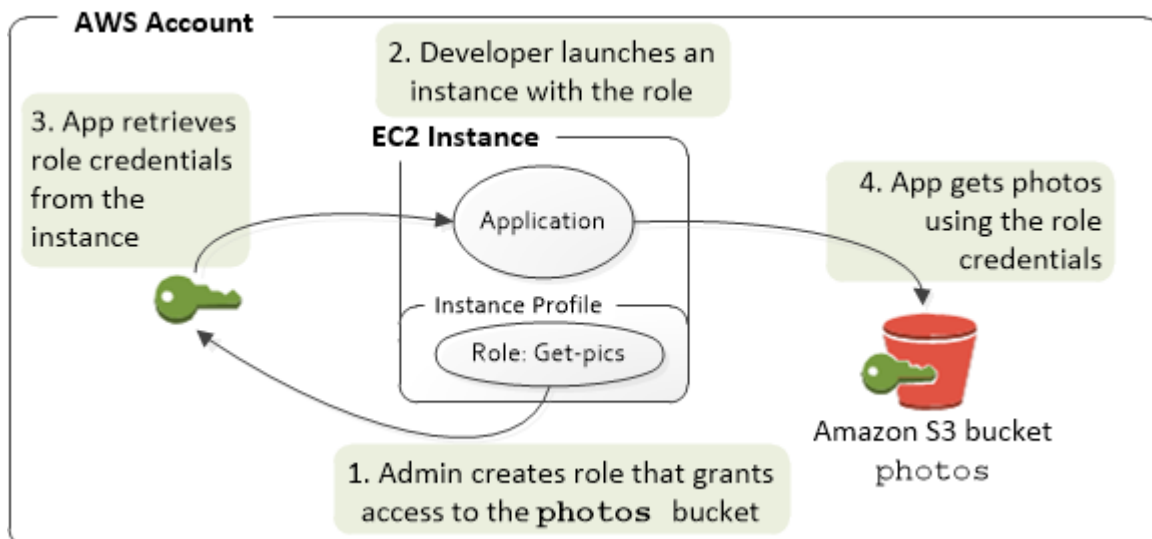 AWS Account
2. Developer launches an
instance with the role
3. App retrieves
role credentials
from the
instance
EC2 Instance
Application
4. App gets photos
using the role
credentials
Instance Profile
Role: Get-pics
Amazon S3 bucket
photos
1. Admin creates role that grants
access to the photos bucket